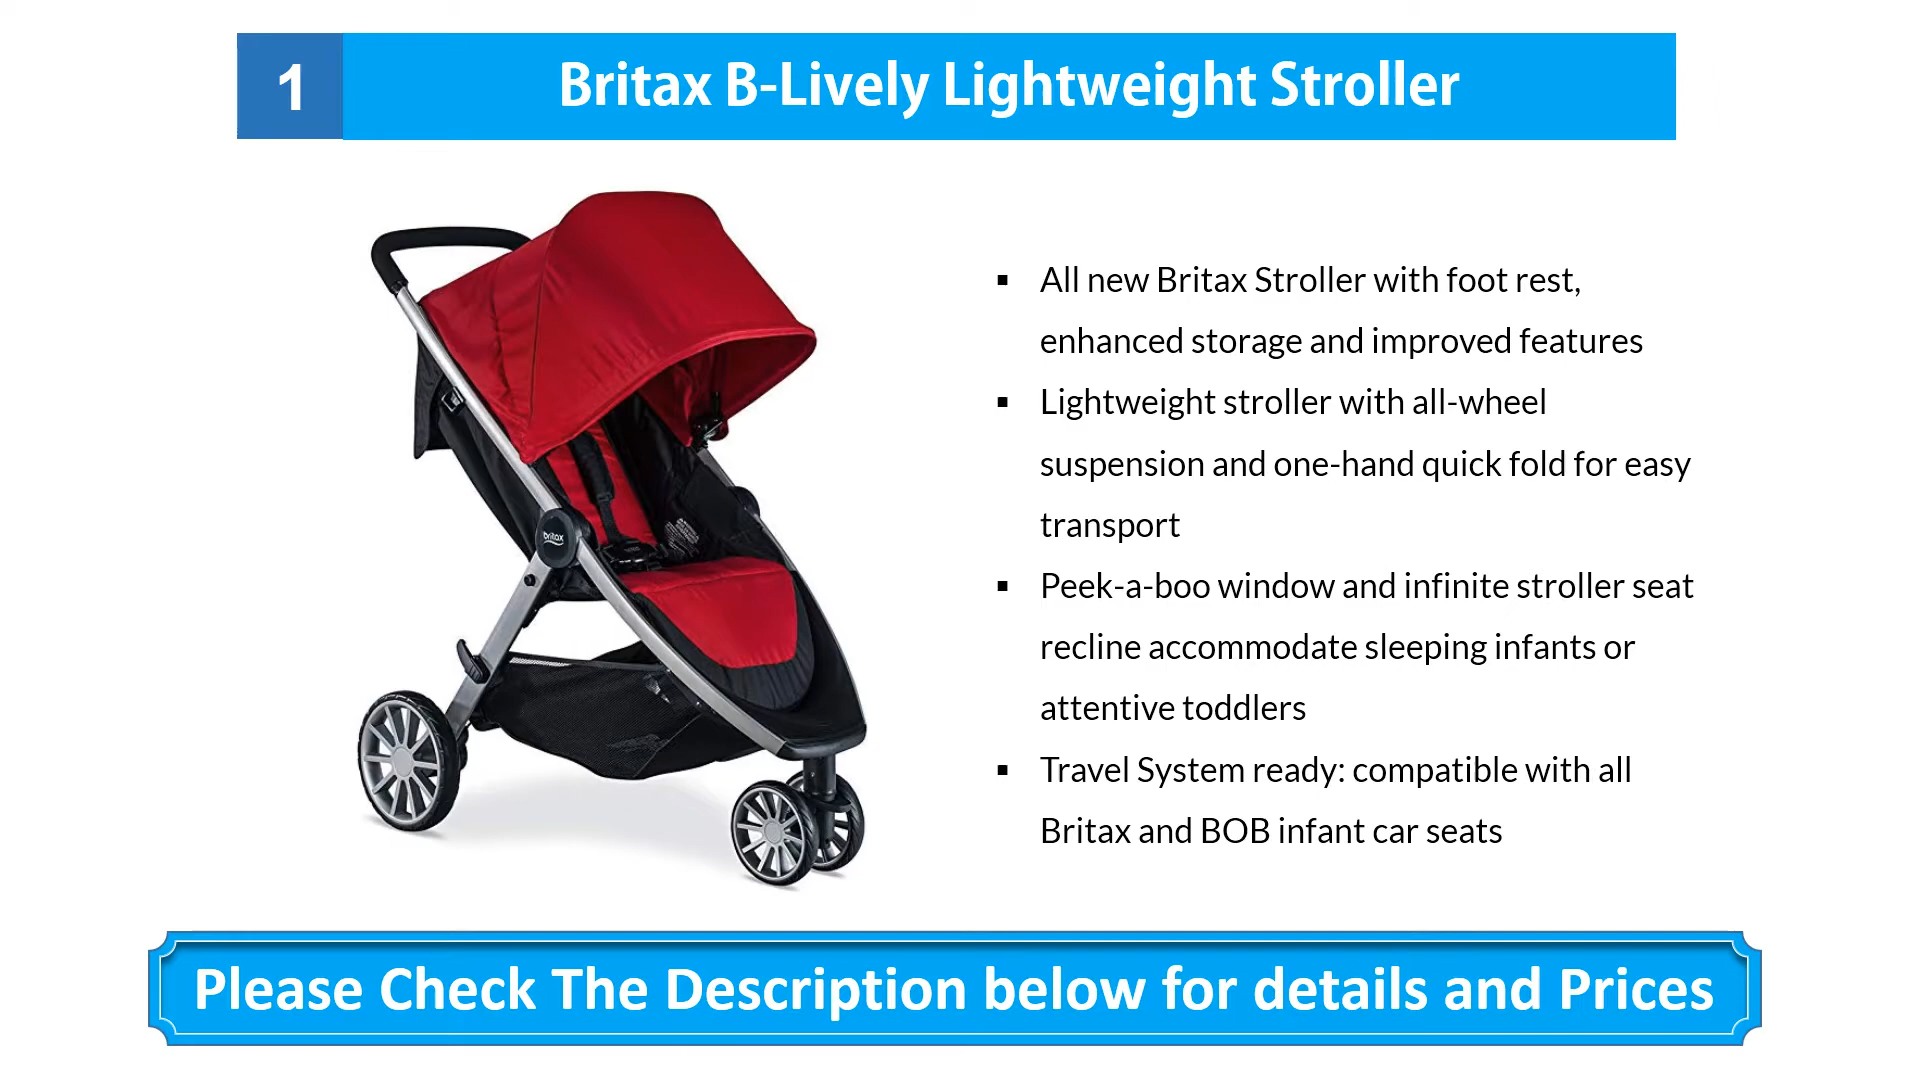 1
Britax B-Lively Lightweight Stroller
▪ All new Britax Stroller with foot rest,
enhanced storage and improved features
▪ Lightweight stroller with all-wheel
suspension and one-hand quick fold for easy
transport
▪ Peek-a-boo window and infinite stroller seat
recline accommodate sleeping infants or
attentive toddlers
▪ Travel System ready: compatible with all
Britax and BOB infant car seats
britax
Please Check The Description below for details and Prices